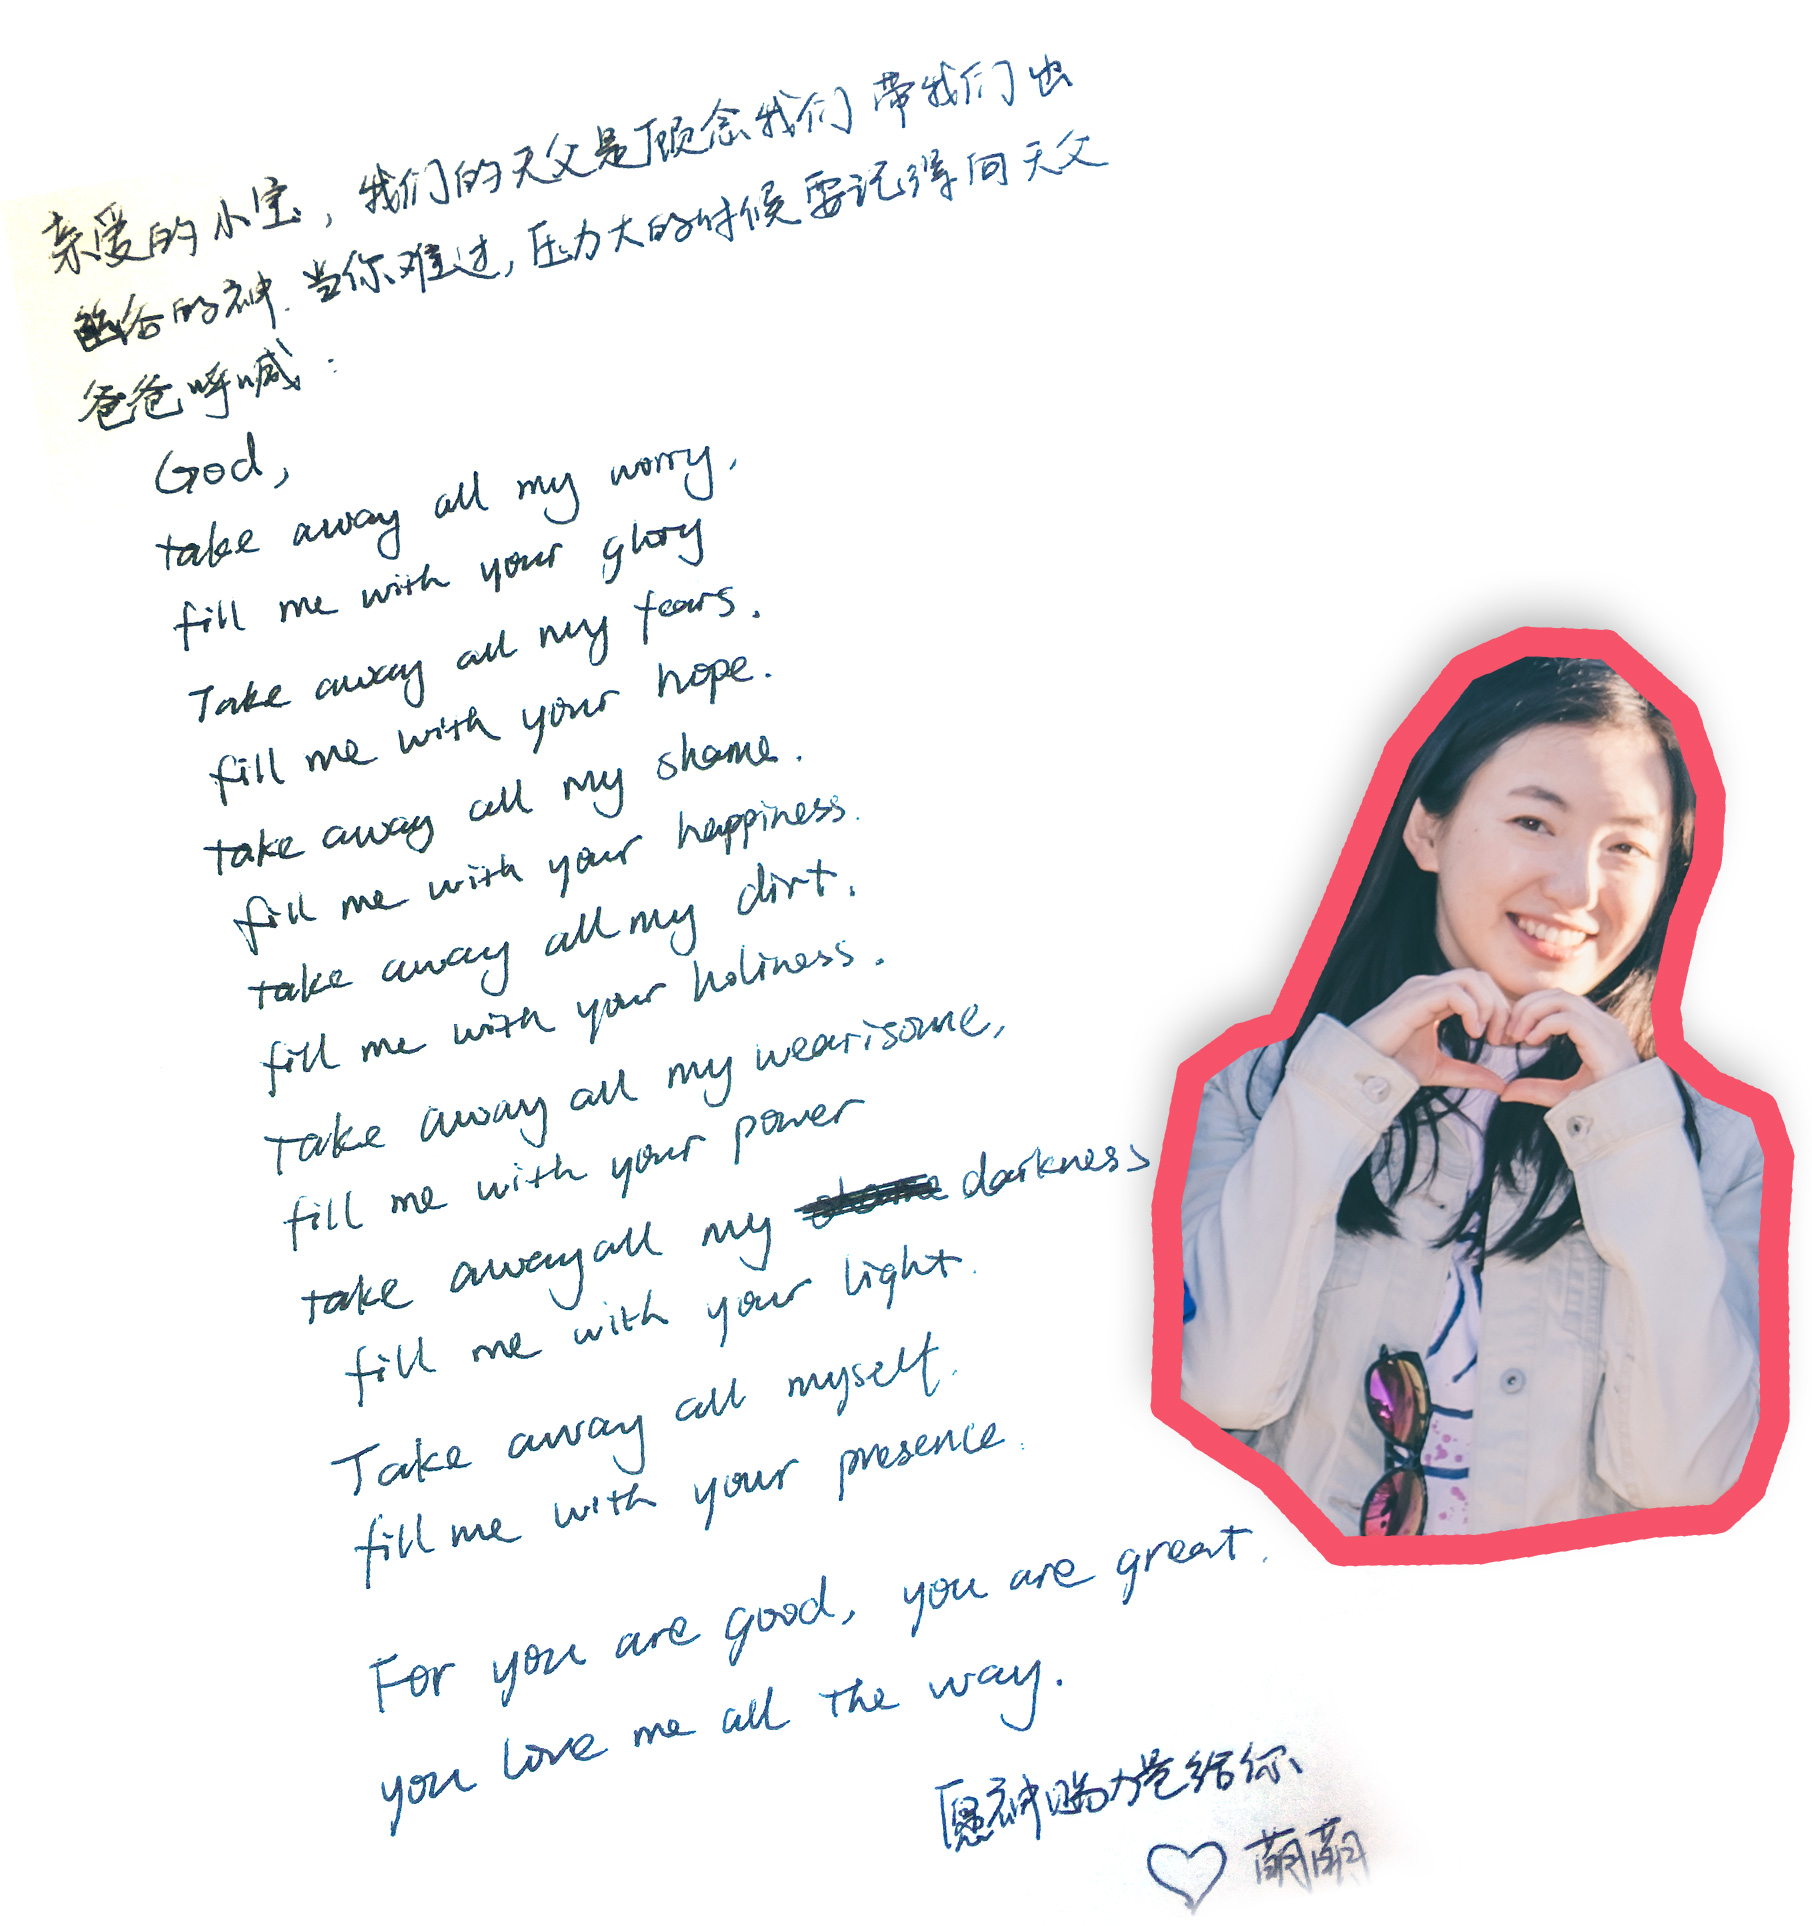 亲爱的小宝，我们的天父是顾念我们 带我们出
的神. 当你难过, 压力大的时候要记得向天父
爸爸呼喊：
God,
take away all my worry,
fill me with your glory
Take away all my fears.
fill me with your hope.
take away all my shame.
fill me with your happiness.
take away all my dirt.
fill me with your holiness.
Take away all my wearisome,
fill me with your power
take away all my darkness
fill me with your light.
Take away all myself.
fill me with your presence.
For you are good, you are great.
you love me all the way.
愿神赐力量给你、
♡ 萌萌